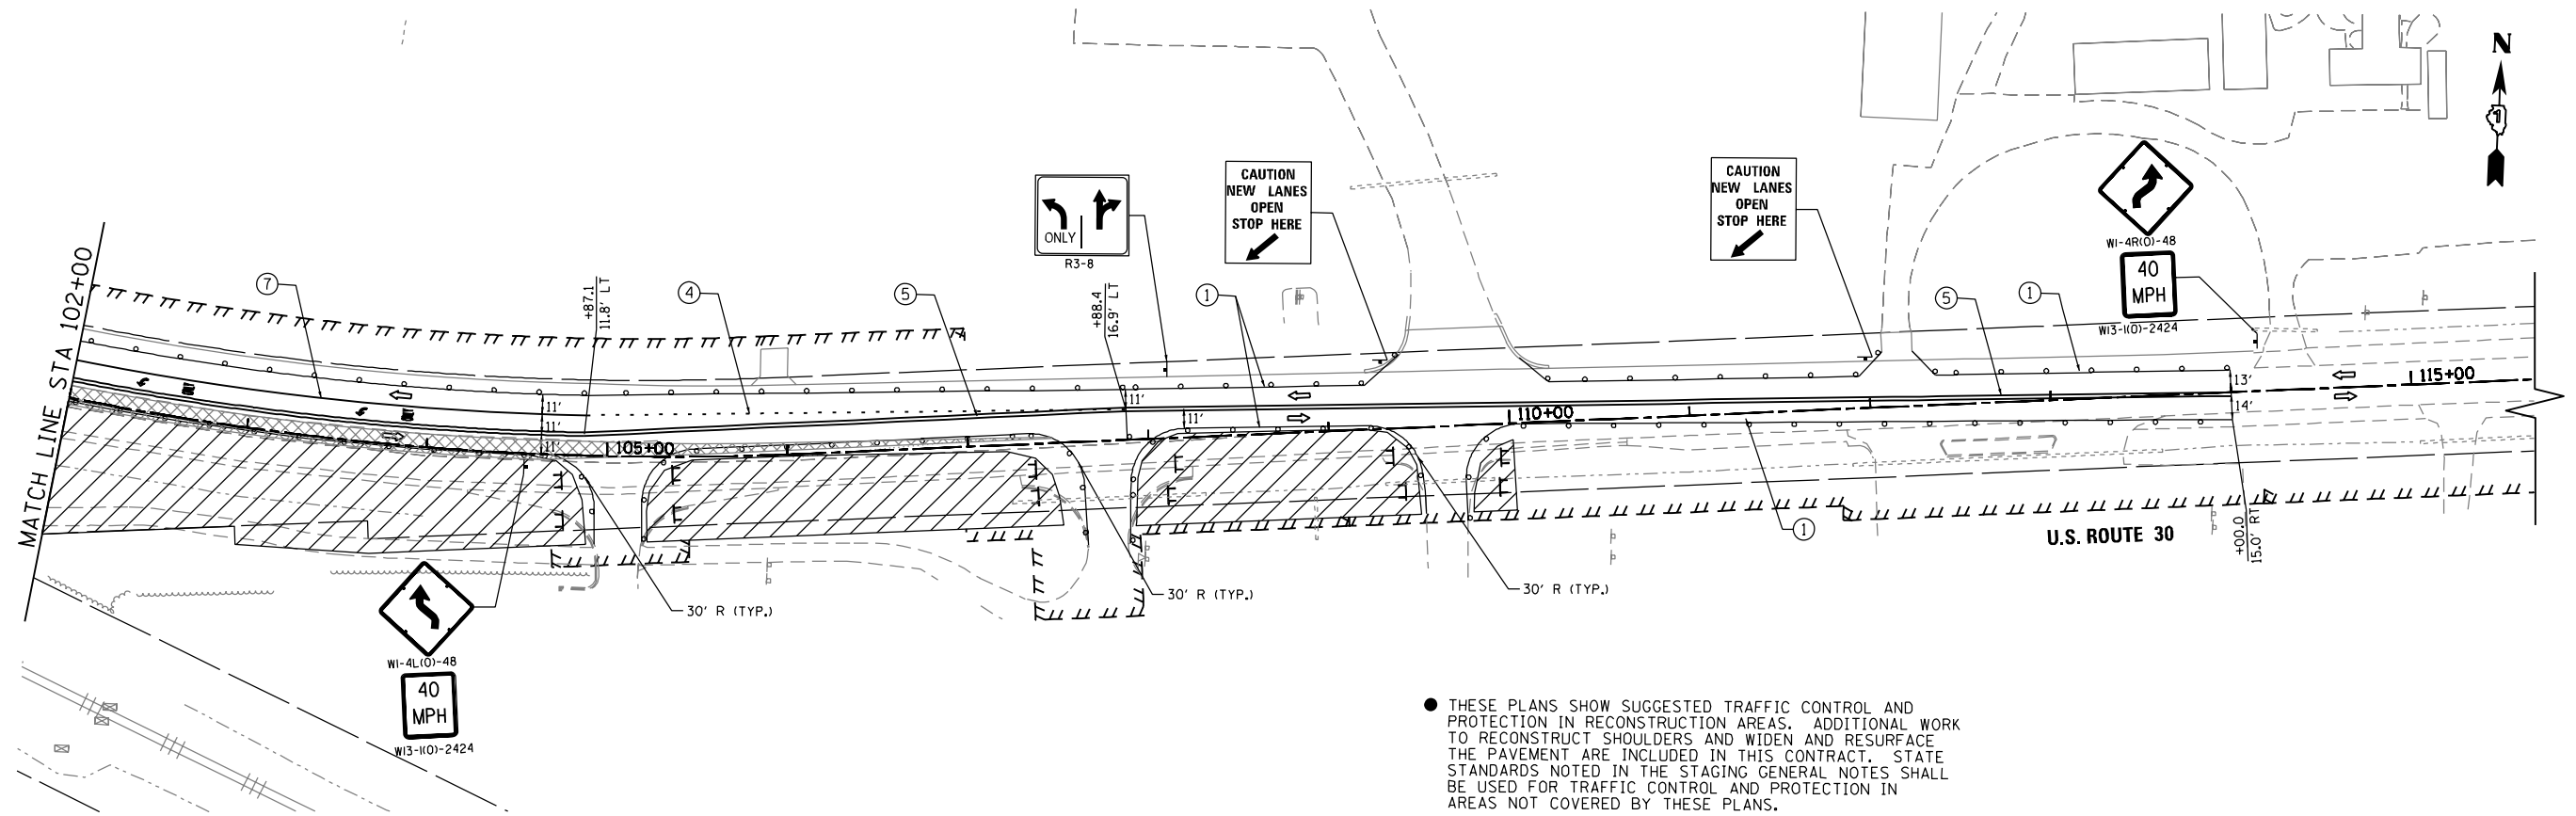 N
1
CAUTION
NEW LANES
OPEN
STOP HERE
CAUTION
NEW LANES
OPEN
STOP HERE
ONLY
R3-8
W1-4R(O)-48
40
MPH
W13-1(O)-2424
MATCH LINE STA 102+00
7
+87.1
11.8' LT
4
5
+88.4
16.9' LT
1
5
1
11'
11'
11'
11'
11'
13'
14'
105+00
110+00
115+00
1
U.S. ROUTE 30
+00.0
15.0' RT
30' R (TYP.)
30' R (TYP.)
30' R (TYP.)
W1-4L(O)-48
40
MPH
W13-1(O)-2424
● THESE PLANS SHOW SUGGESTED TRAFFIC CONTROL AND
PROTECTION IN RECONSTRUCTION AREAS. ADDITIONAL WORK
TO RECONSTRUCT SHOULDERS AND WIDEN AND RESURFACE
THE PAVEMENT ARE INCLUDED IN THIS CONTRACT. STATE
STANDARDS NOTED IN THE STAGING GENERAL NOTES SHALL
BE USED FOR TRAFFIC CONTROL AND PROTECTION IN
AREAS NOT COVERED BY THESE PLANS.